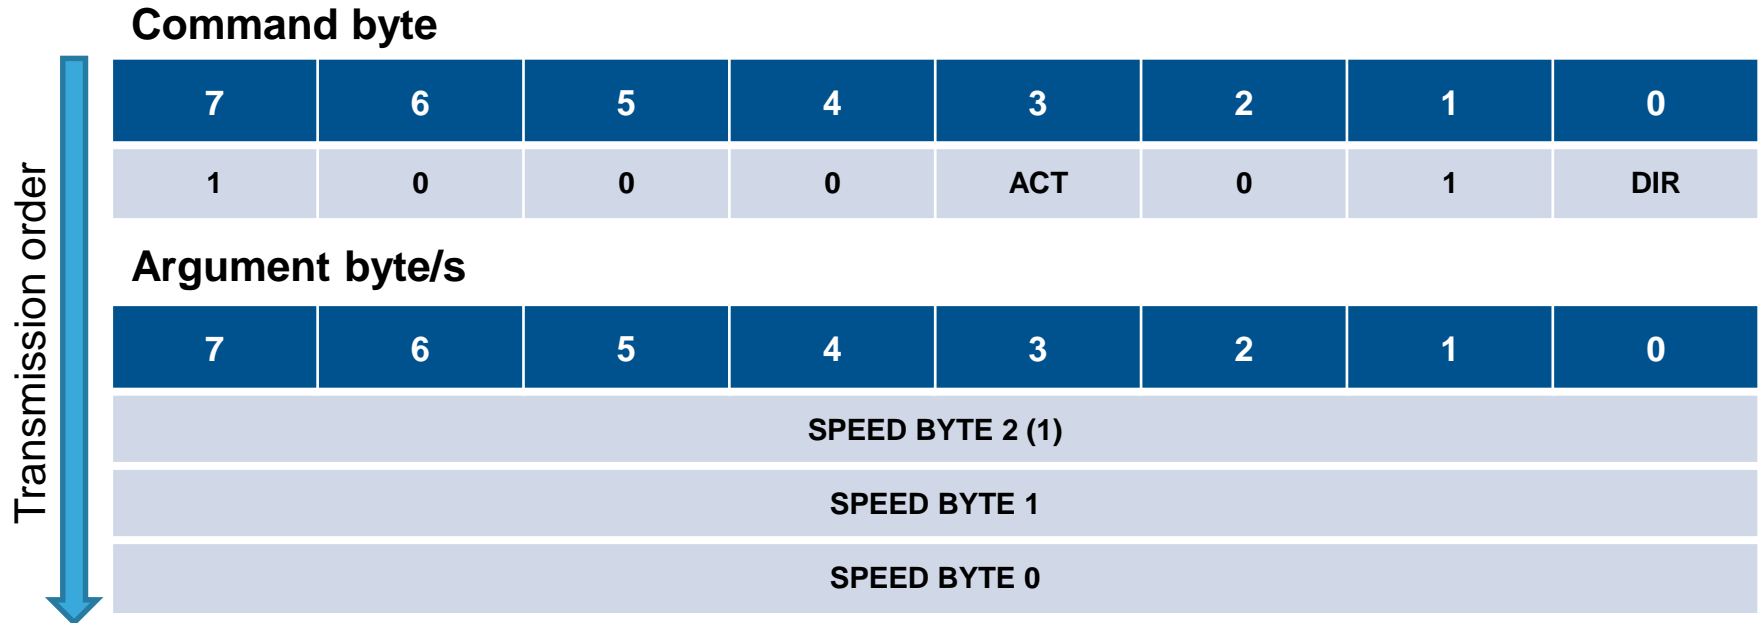 Command byte
7 6 5 4 3 2 1 0
1 0 0 0 ACT 0 1 DIR
Argument byte/s
7 6 5 4 3 2 1 0
SPEED BYTE 2 (1)
SPEED BYTE 1
SPEED BYTE 0
Transmission order